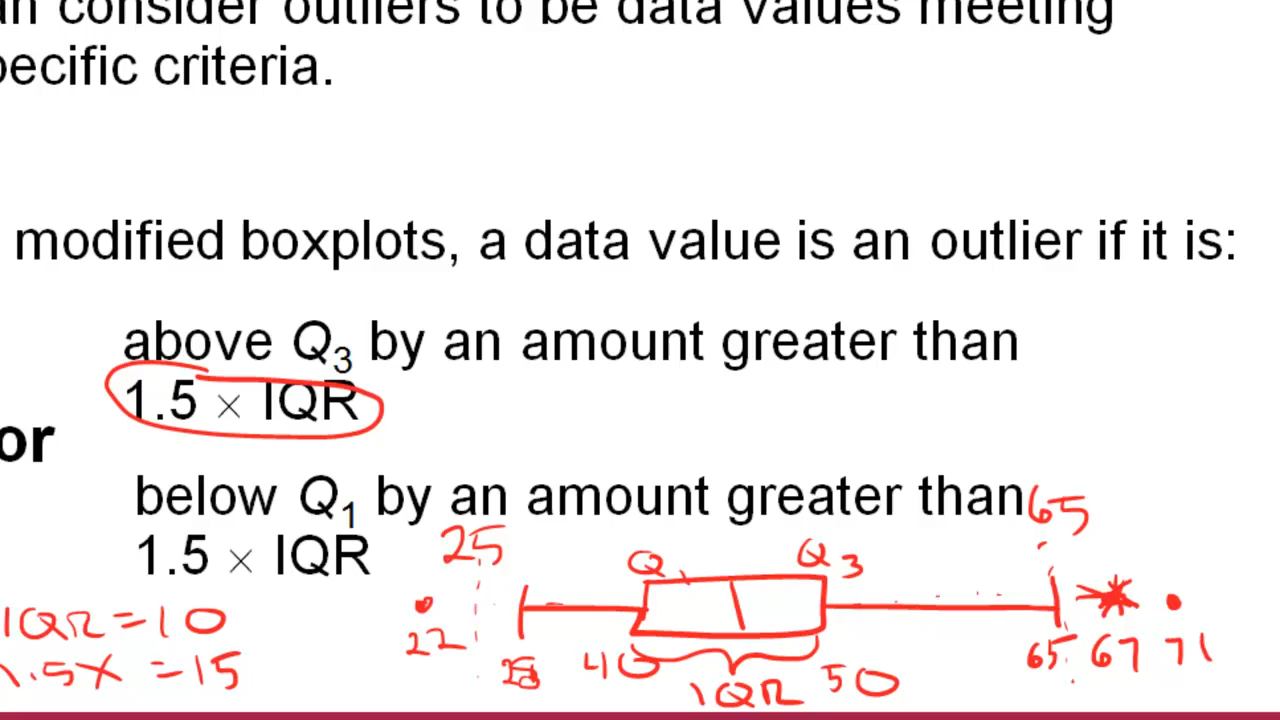 an consider outliers to be data values meeting
pecific criteria.
modified boxplots, a data value is an outlier if it is:
above Q3 by an amount greater than
1.5 × IQR
or
below Q1 by an amount greater than 65
1.5 × IQR 25
Q1 Q3
IQR = 10
22 40 50 65 67 71
1.5x = 15
IQR